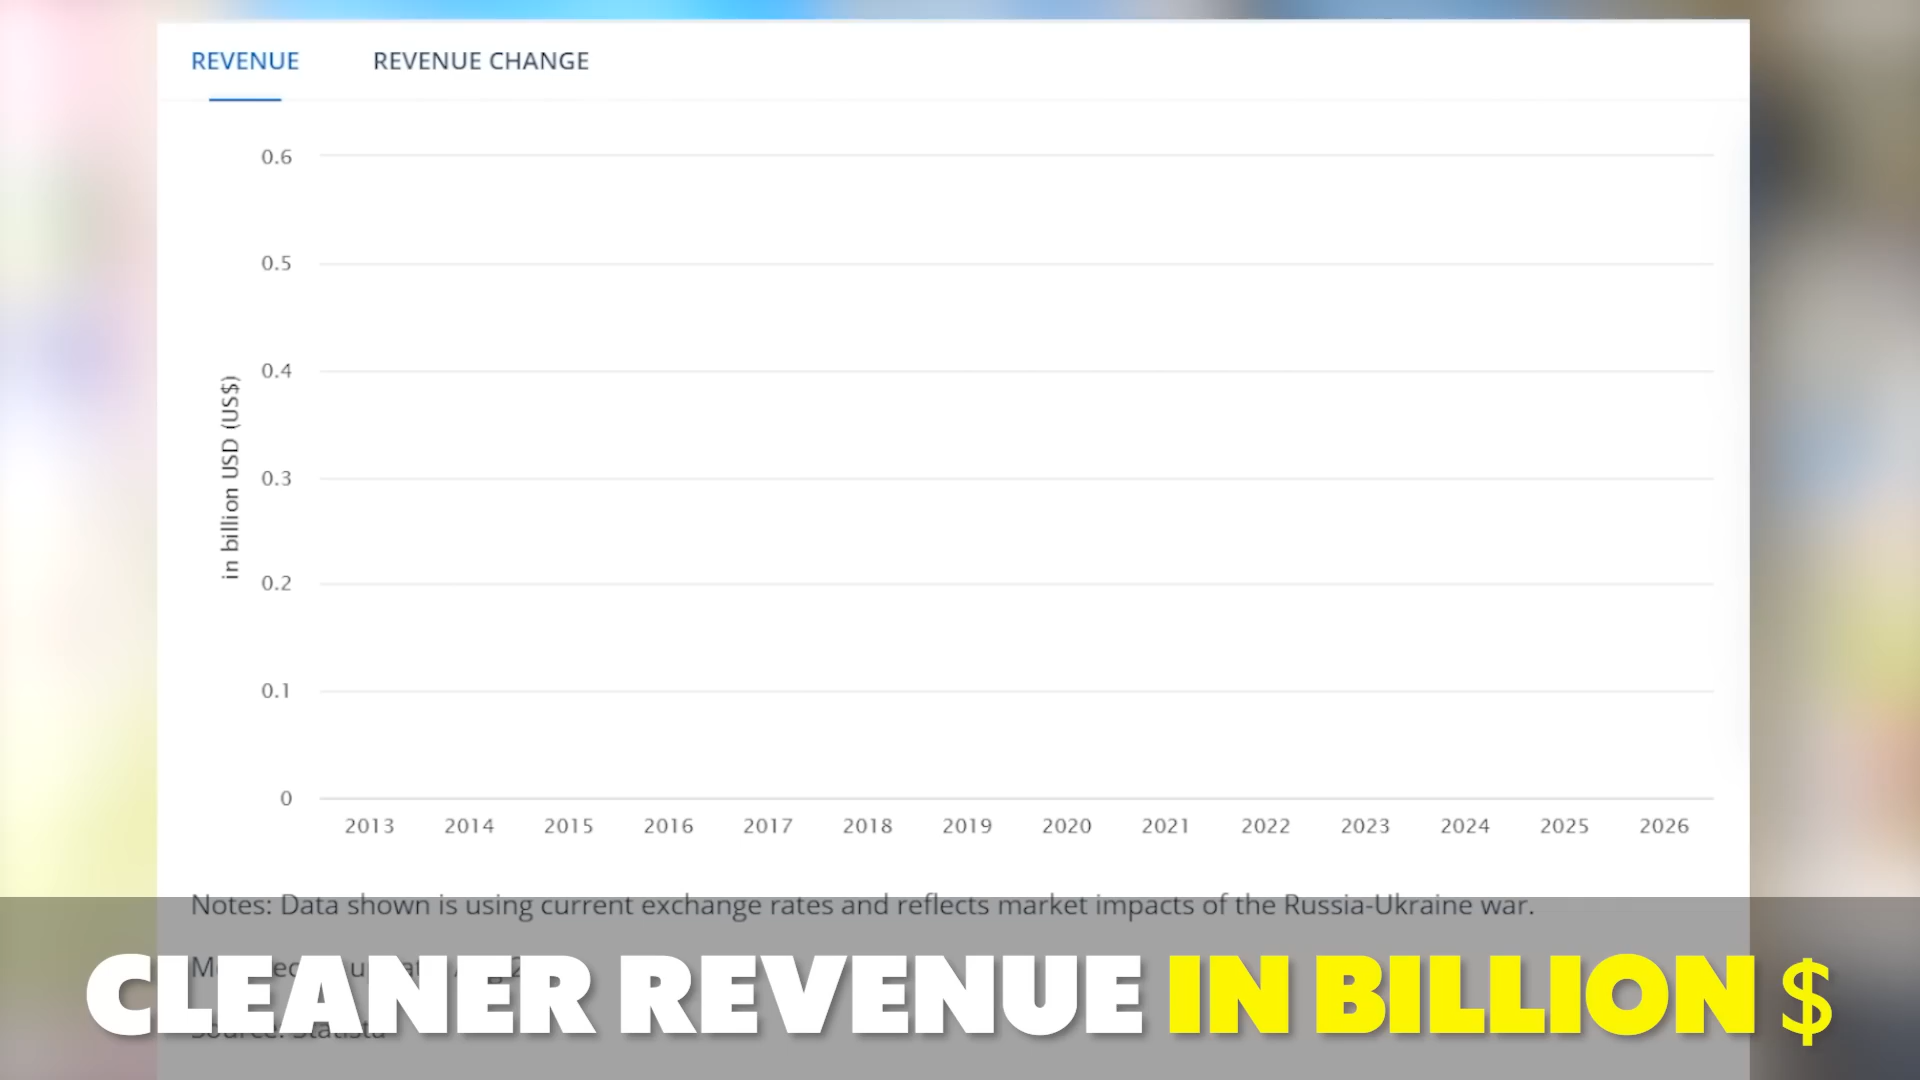 REVENUE REVENUE CHANGE
0.6
0.5
0.4
0.3
0.2
0.1
0
in billion USD (US$)
2013 2014 2015 2016 2017 2018 2019 2020 2021 2022 2023 2024 2025 2026
Notes: Data shown is using current exchange rates and reflects market impacts of the Russia-Ukraine war.
CLEANER REVENUE IN BILLION $
Source: Statista